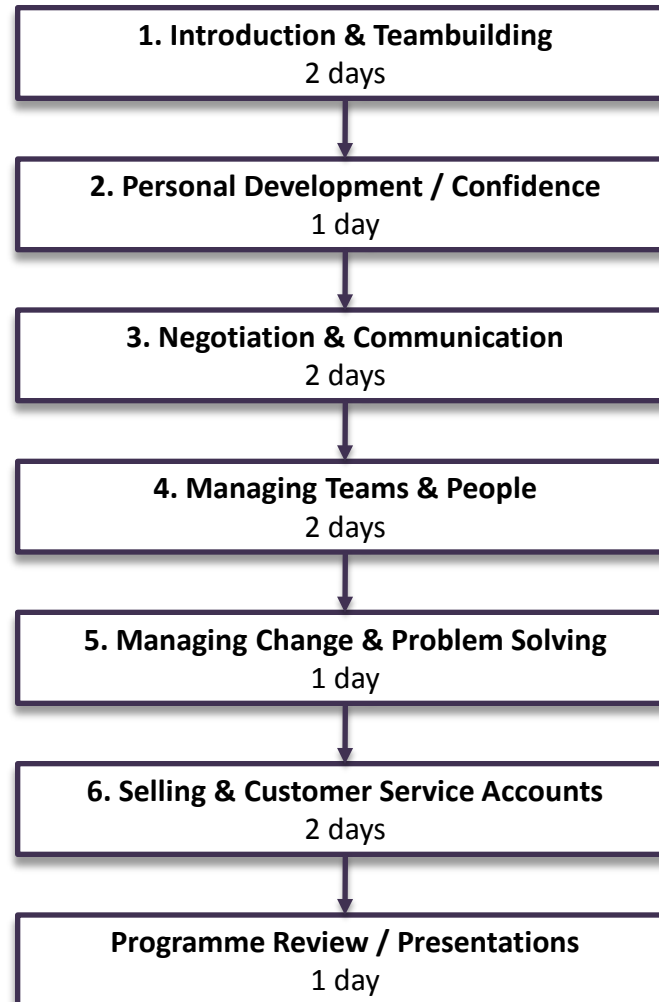 1. Introduction & Teambuilding
2 days
2. Personal Development / Confidence
1 day
3. Negotiation & Communication
2 days
4. Managing Teams & People
2 days
5. Managing Change & Problem Solving
1 day
6. Selling & Customer Service Accounts
2 days
Programme Review / Presentations
1 day